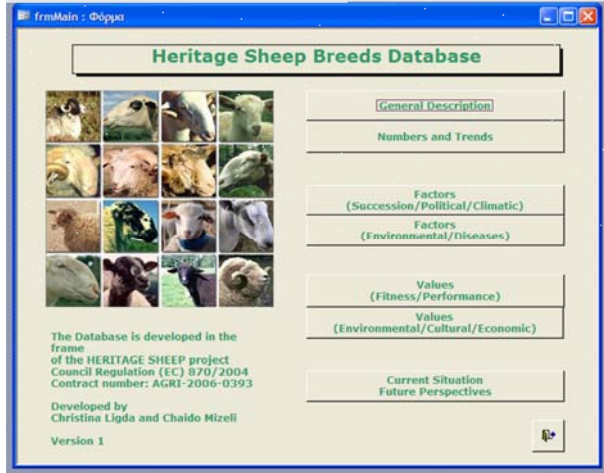 frmMain : Φόρμα
Heritage Sheep Breeds Database
General Description
Numbers and Trends
Factors
(Succession/Political/Climatic)
Factors
(Environmental/Diseases)
Values
(Fitness/Performance)
Values
(Environmental/Cultural/Economic)
Current Situation
Future Perspectives
The Database is developed in the
frame
of the HERITAGE SHEEP project
Council Regulation (EC) 870/2004
Contract number: AGRI-2006-0393
Developed by
Christina Ligda and Chaido Mizeli
Version 1